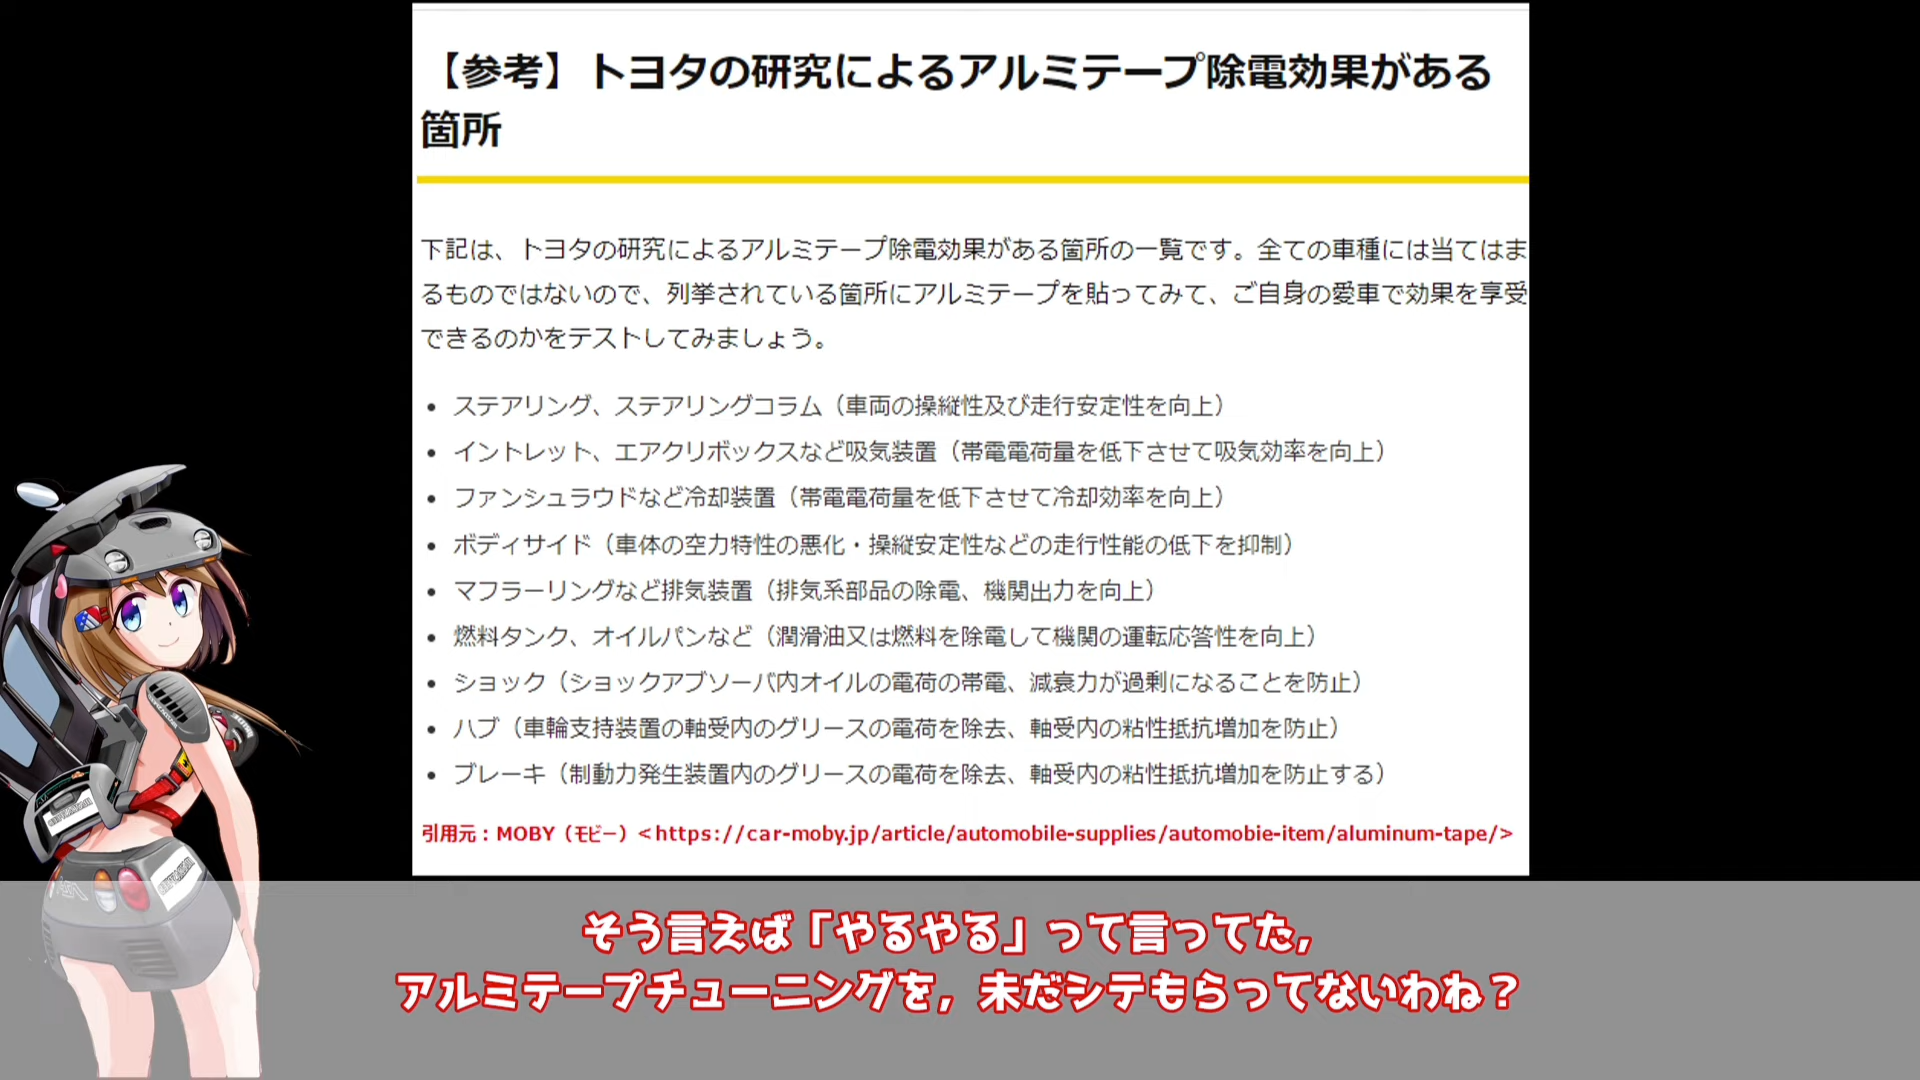 【参考】トヨタの研究によるアルミテープ除電効果がある
箇所
下記は、トヨタの研究によるアルミテープ除電効果がある箇所の一覧です。全ての車種には当てはま
るものではないので、列挙されている箇所にアルミテープを貼ってみて、ご自身の愛車で効果を享受
できるのかをテストしてみましょう。
• ステアリング、ステアリングコラム（車両の操縦性及び走行安定性を向上）
• イントレット、エアクリボックスなど吸気装置（帯電電荷量を低下させて吸気効率を向上）
• ファンシュラウドなど冷却装置（帯電電荷量を低下させて冷却効率を向上）
• ボディサイド（車体の空力特性の悪化・操縦安定性などの走行性能の低下を抑制）
• マフラーリングなど排気装置（排気系部品の除電、機関出力を向上）
• 燃料タンク、オイルパンなど（潤滑油又は燃料を除電して機関の運転応答性を向上）
• ショック（ショックアブソーバ内オイルの電荷の帯電、減衰力が過剰になることを防止）
• ハブ（車輪支持装置の軸受内のグリースの電荷を除去、軸受内の粘性抵抗増加を防止）
• ブレーキ（制動力発生装置内のグリースの電荷を除去、軸受内の粘性抵抗増加を防止する）
引用元：MOBY（モビー）＜https://car-moby.jp/article/automobile-supplies/automobie-item/aluminum-tape/＞
そう言えば「やるやる」って言ってた,
アルミテープチューニングを, 未だシテもらってないわね？